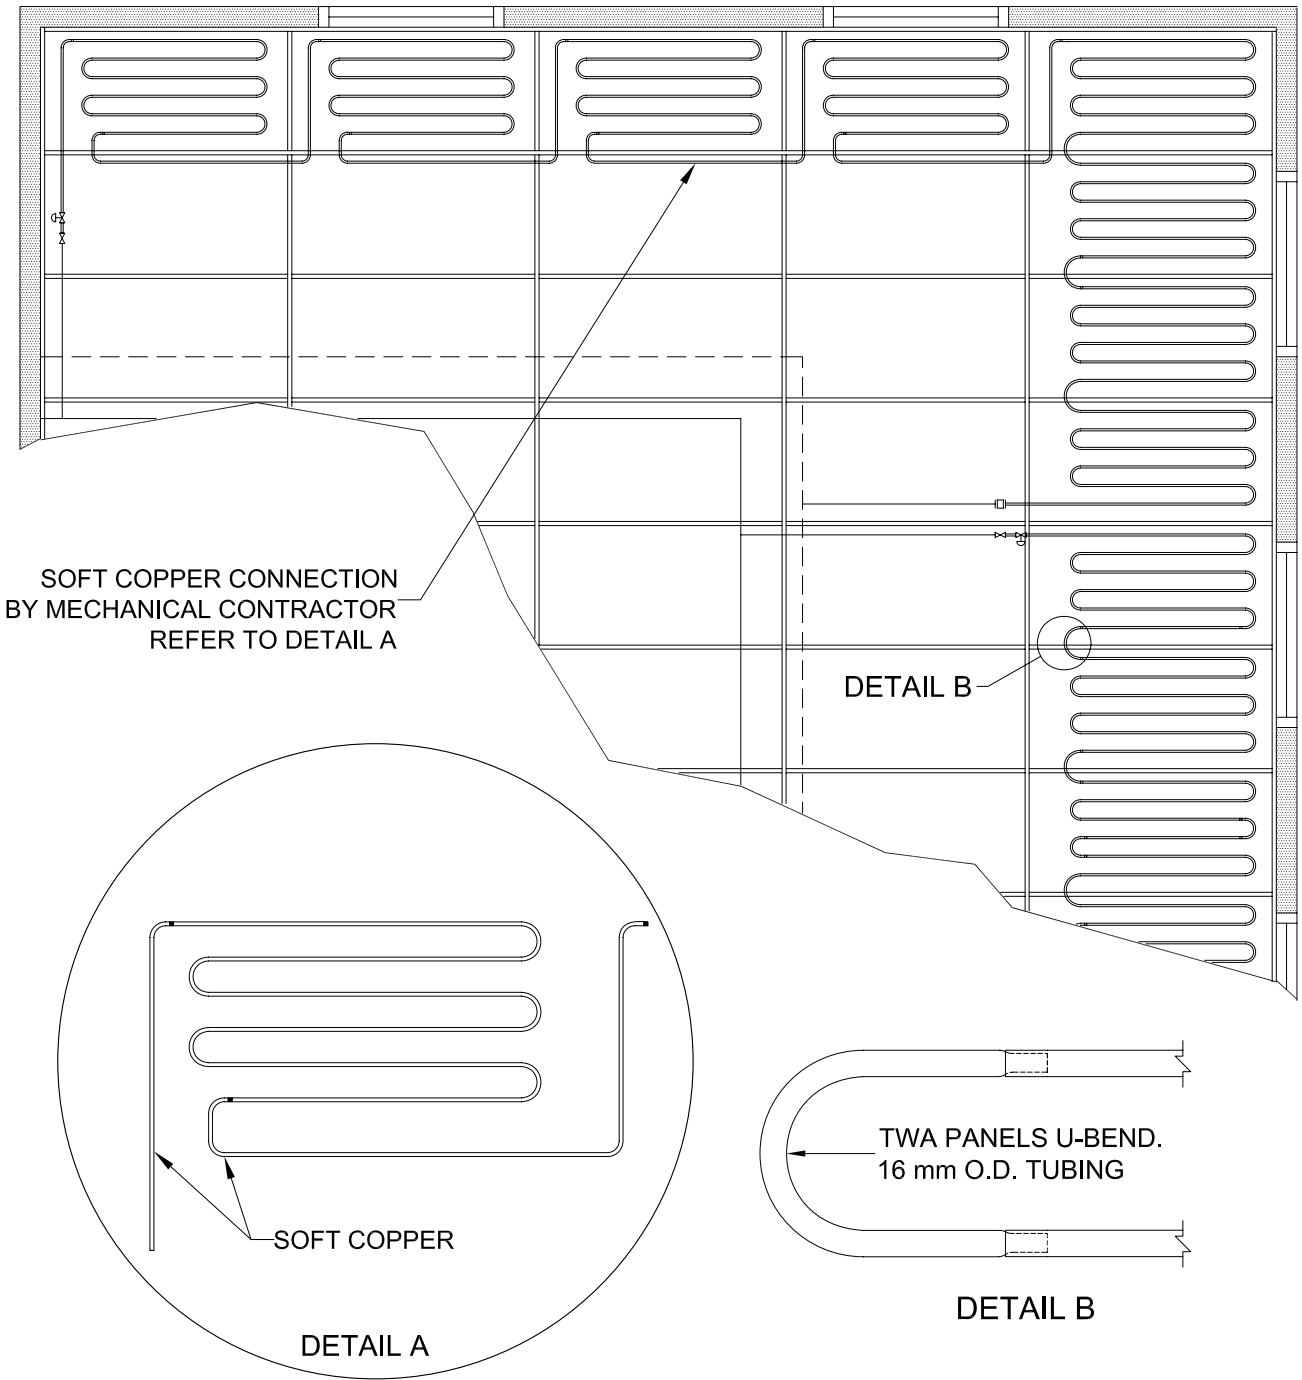 SOFT COPPER CONNECTION
BY MECHANICAL CONTRACTOR
REFER TO DETAIL A
DETAIL B
TWA PANELS U-BEND.
16 mm O.D. TUBING
SOFT COPPER
DETAIL B
DETAIL A